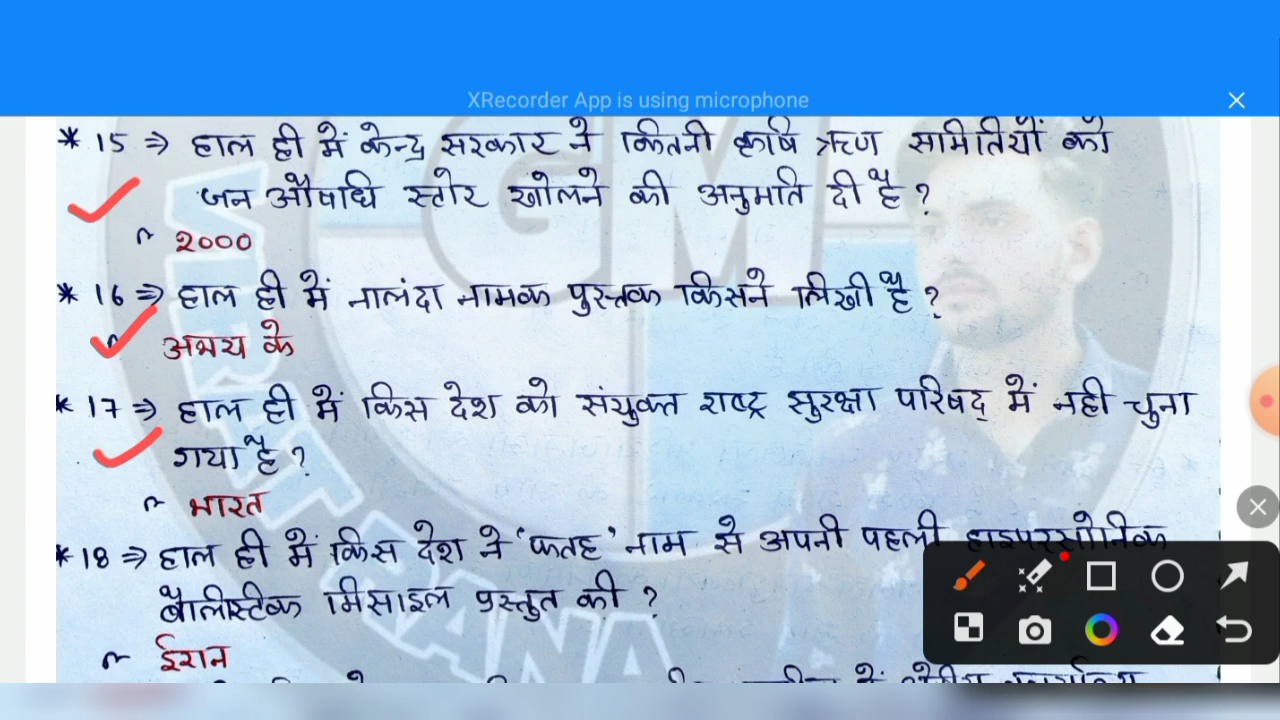 XRecorder App is using microphone
* 15 ⇒ हाल ही में केन्द्र सरकार ने कितनी कृषि ऋण समितियों को
जन औषधि स्टोर खोलने की अनुमति दी है ?
2000
* 16 ⇒ हाल ही में नालंदा नामक पुस्तक किसने लिखी है ?
अभय के
* 17 ⇒ हाल ही में किस देश को संयुक्त राष्ट्र सुरक्षा परिषद् में नही चुना
गया है ?
भारत
* 18 ⇒ हाल ही में किस देश ने 'फतह' नाम से अपनी पहली हाइपरसोनिक
बैलिस्टिक मिसाइल प्रस्तुत की ?
ईरान
GM